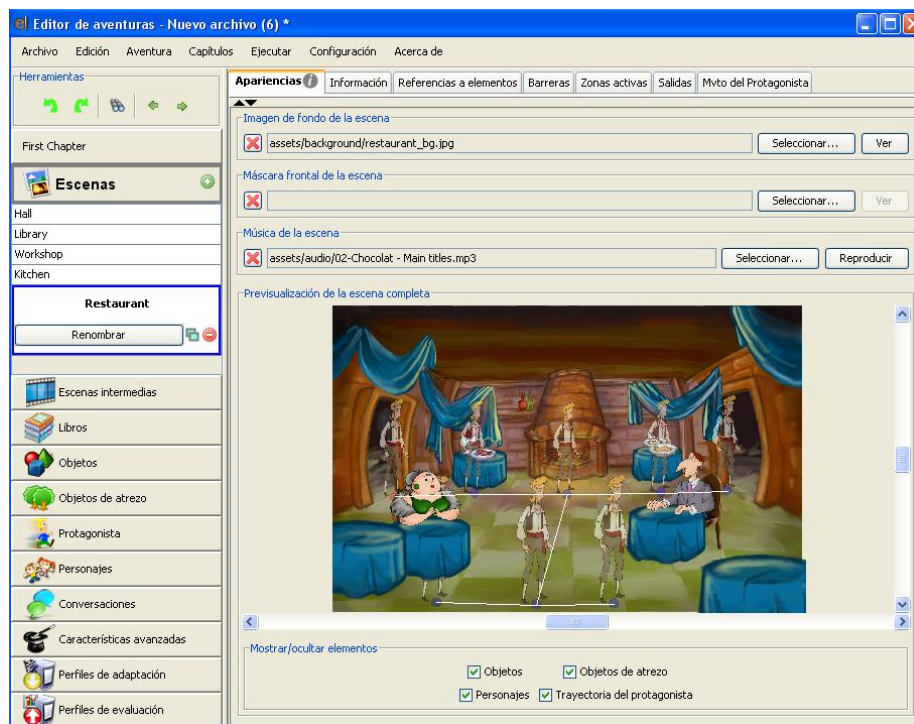 Editor de aventuras - Nuevo archivo (6) *
Archivo Edición Aventura Capítulos Ejecutar Configuración Acerca de
Herramientas
First Chapter
Escenas
Hall
Library
Workshop
Kitchen
Restaurant
Renombrar
Escenas intermedias
Libros
Objetos
Objetos de atrezo
Protagonista
Personajes
Conversaciones
Características avanzadas
Perfiles de adaptación
Perfiles de evaluación
Apariencias Información Referencias a elementos Barreras Zonas activas Salidas Mvto del Protagonista
Imagen de fondo de la escena
assets/background/restaurant_bg.jpg Seleccionar... Ver
Máscara frontal de la escena
Seleccionar... Ver
Música de la escena
assets/audio/02-Chocolat - Main titles.mp3 Seleccionar... Reproducir
Previsualización de la escena completa
Mostrar/ocultar elementos
Objetos Objetos de atrezo
Personajes Trayectoria del protagonista